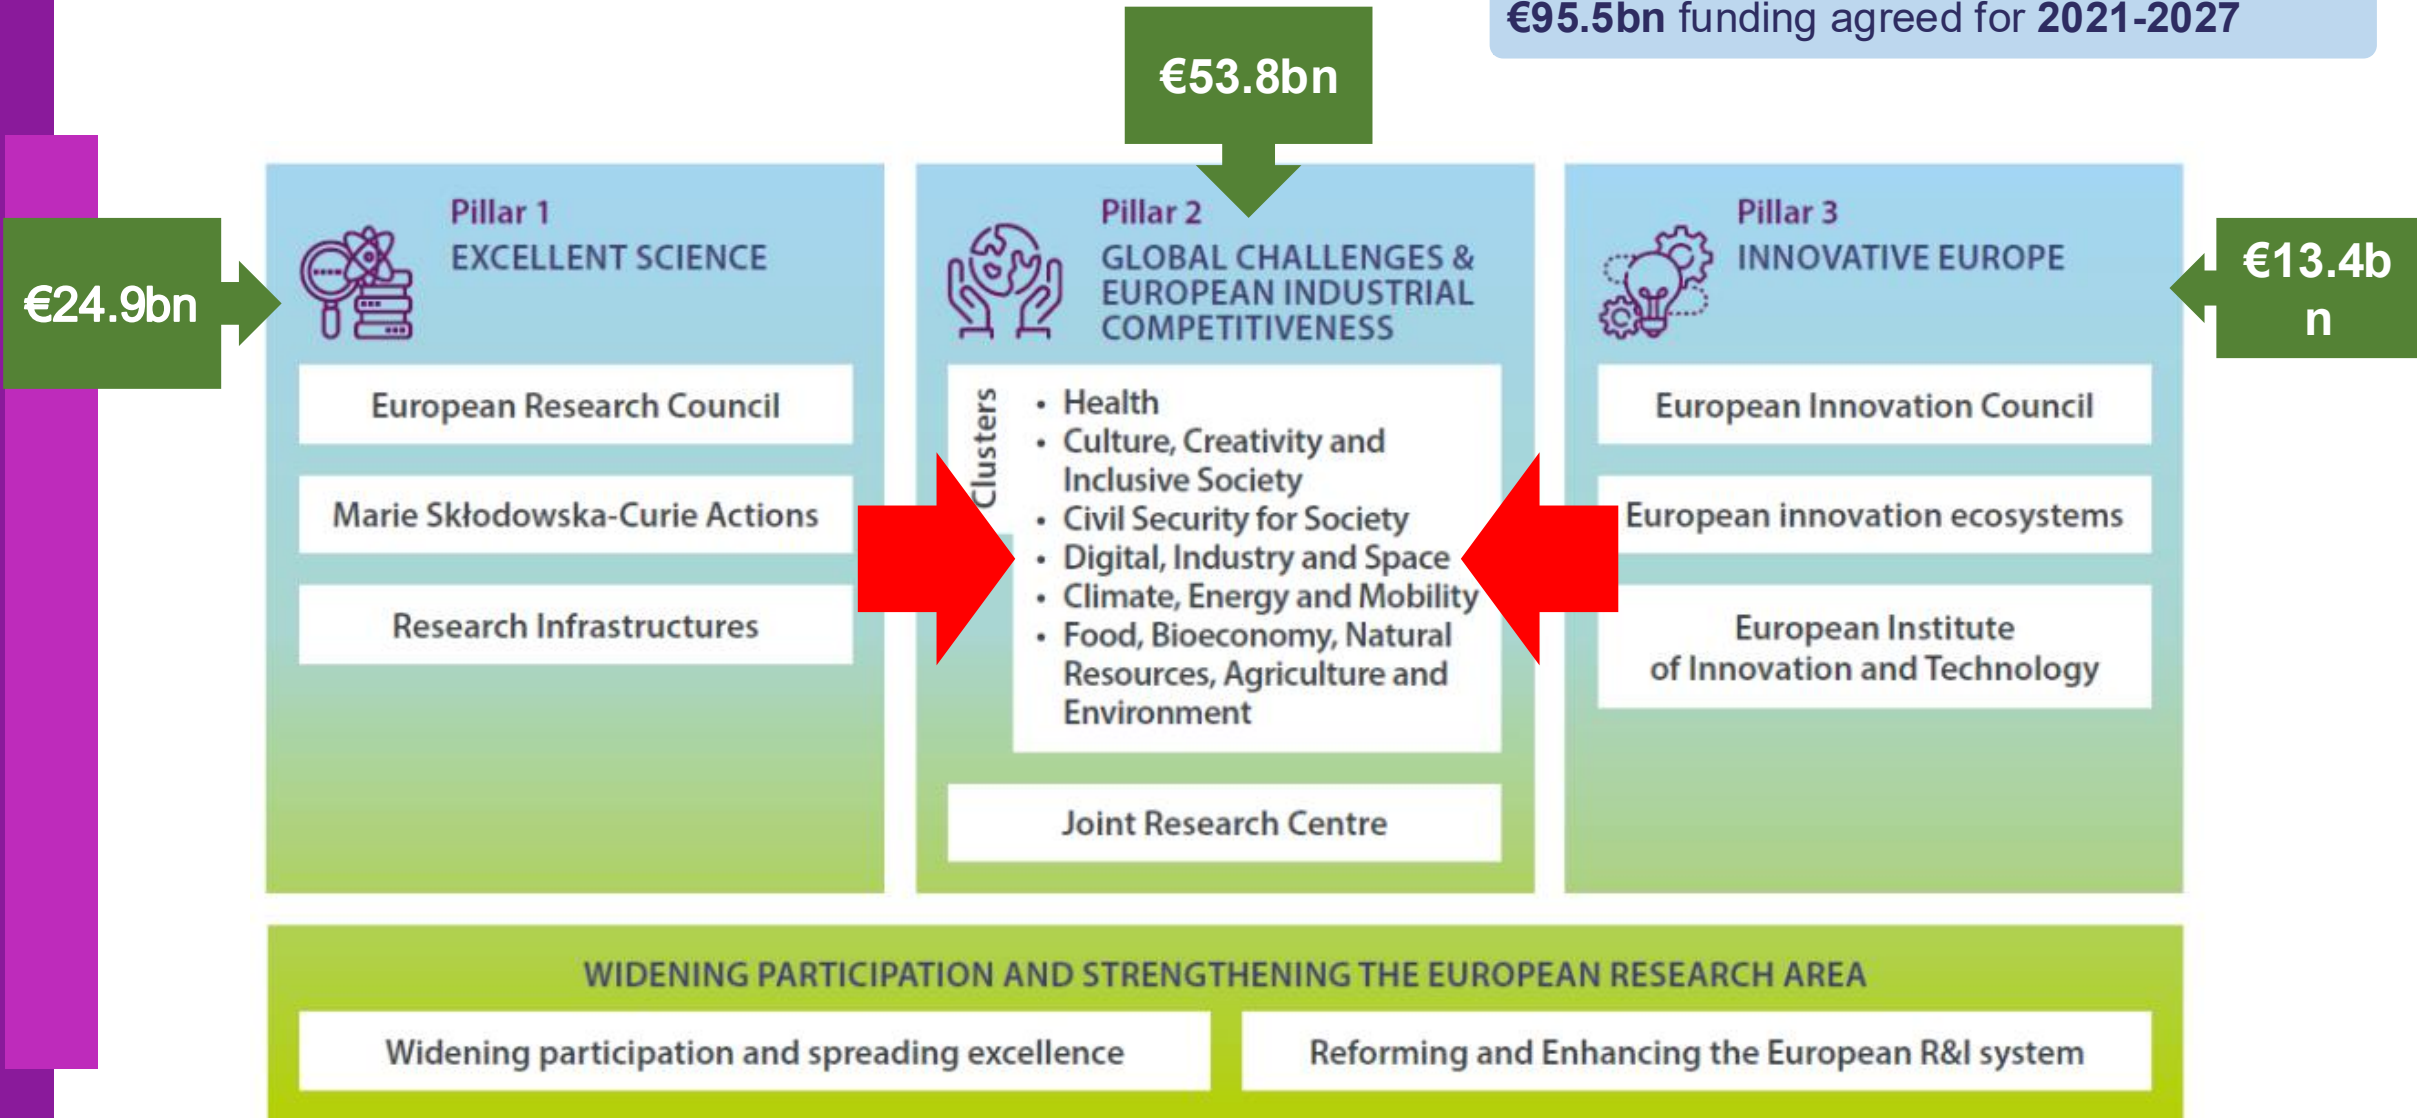 €95.5bn funding agreed for 2021-2027
€53.8bn
€24.9bn
€13.4b
n
Pillar 1
EXCELLENT SCIENCE
European Research Council
Marie Skłodowska-Curie Actions
Research Infrastructures
Pillar 2
GLOBAL CHALLENGES &
EUROPEAN INDUSTRIAL
COMPETITIVENESS
Clusters
• Health
• Culture, Creativity and
Inclusive Society
• Civil Security for Society
• Digital, Industry and Space
• Climate, Energy and Mobility
• Food, Bioeconomy, Natural
Resources, Agriculture and
Environment
Joint Research Centre
Pillar 3
INNOVATIVE EUROPE
European Innovation Council
European innovation ecosystems
European Institute
of Innovation and Technology
WIDENING PARTICIPATION AND STRENGTHENING THE EUROPEAN RESEARCH AREA
Widening participation and spreading excellence
Reforming and Enhancing the European R&I system